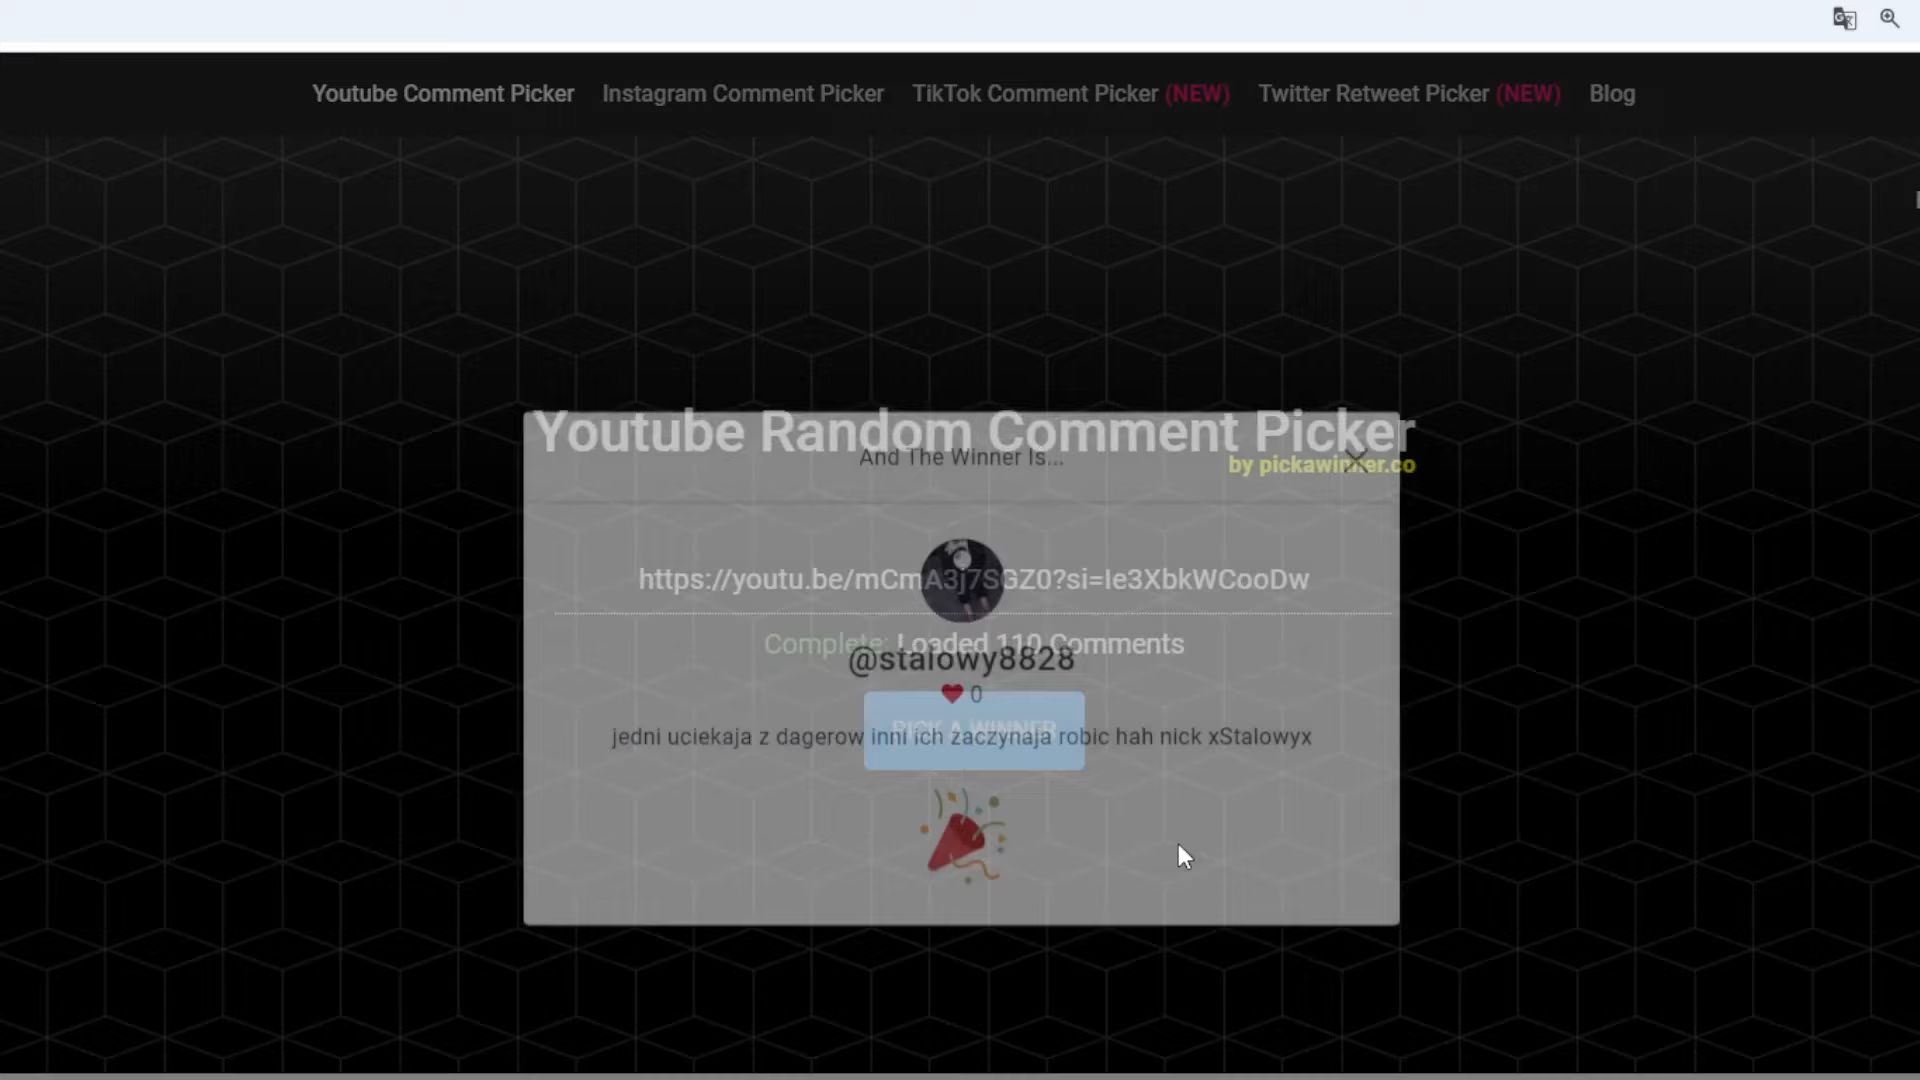 Youtube Comment Picker Instagram Comment Picker TikTok Comment Picker (NEW) Twitter Retweet Picker (NEW) Blog
Youtube Random Comment Picker
And The Winner Is...
by pickawinner.co
https://youtu.be/mCmA3j7SGZ0?si=Ie3XbkWCooDw
Complete: Loaded 110 Comments
@stalowy8828
0
PICK A WINNER
jedni uciekaja z dagerow inni ich zaczynaja robic hah nick xStalowyx